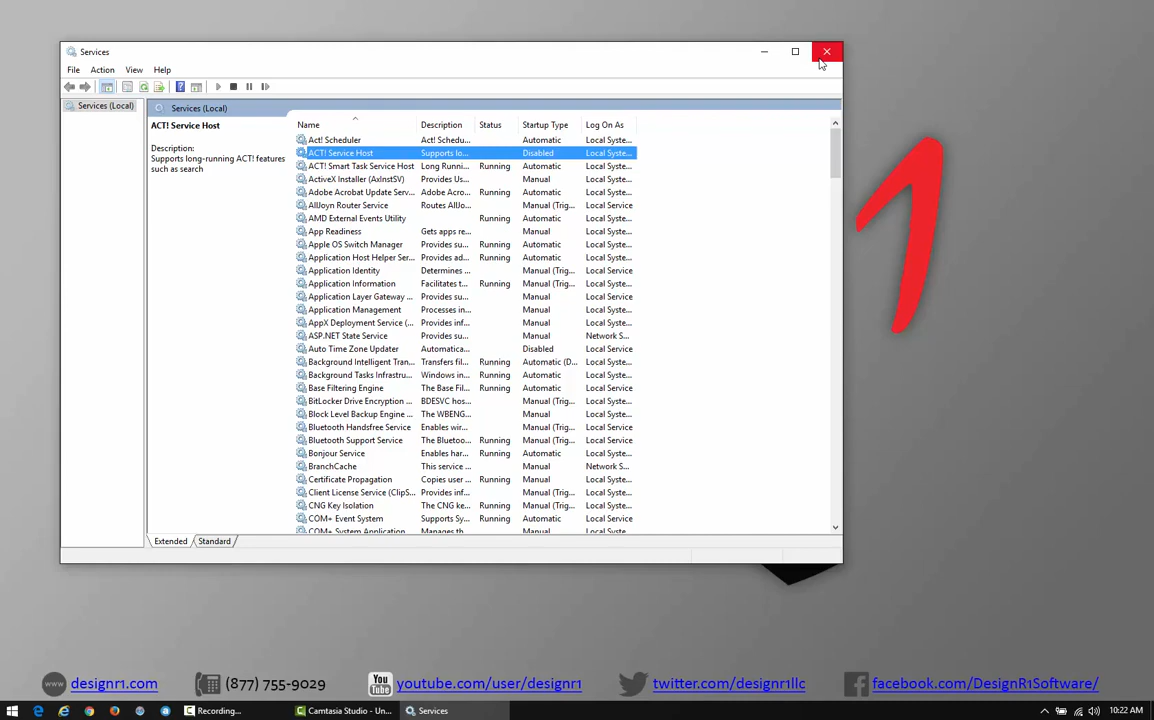 Services
File Action View Help
Services (Local)
Services (Local)
ACT! Service Host
Description:
Supports long-running ACT! features
such as search
Name Description Status Startup Type Log On As
Act! Scheduler Act! Schedu... Automatic Local Syste...
ACT! Service Host Supports lo... Disabled Local Syste...
ACT! Smart Task Service Host Long Runni... Running Automatic Local Syste...
ActiveX Installer (AxInstSV) Provides Us... Manual Local Syste...
Adobe Acrobat Update Serv... Adobe Acro... Running Automatic Local Syste...
AllJoyn Router Service Routes AllJo... Manual (Trig... Local Service
AMD External Events Utility Running Automatic Local Syste...
App Readiness Gets apps re... Manual Local Syste...
Apple OS Switch Manager Provides su... Running Automatic Local Syste...
Application Host Helper Ser... Provides ad... Running Automatic Local Syste...
Application Identity Determines ... Manual (Trig... Local Service
Application Information Facilitates t... Running Manual (Trig... Local Syste...
Application Layer Gateway ... Provides su... Manual Local Service
Application Management Processes in... Manual Local Syste...
AppX Deployment Service (... Provides inf... Manual Local Syste...
ASP.NET State Service Provides su... Manual Network S...
Auto Time Zone Updater Automatica... Disabled Local Service
Background Intelligent Tran... Transfers fil... Running Automatic (D... Local Syste...
Background Tasks Infrastru... Windows in... Running Automatic Local Syste...
Base Filtering Engine The Base Fil... Running Automatic Local Service
BitLocker Drive Encryption ... BDESVC hos... Manual (Trig... Local Syste...
Block Level Backup Engine ... The WBENG... Manual Local Syste...
Bluetooth Handsfree Service Enables wir... Running Manual (Trig... Local Service
Bluetooth Support Service The Bluetoo... Running Manual (Trig... Local Service
Bonjour Service Enables har... Running Automatic Local Syste...
BranchCache This service ... Manual Network S...
Certificate Propagation Copies user ... Running Manual Local Syste...
Client License Service (ClipS... Provides inf... Manual (Trig... Local Syste...
CNG Key Isolation The CNG ke... Running Manual (Trig... Local Syste...
COM+ Event System Supports Sy... Running Automatic Local Service
COM+ System Application Manages th... Running Manual Local Syste...
Extended Standard
1
www designr1.com (877) 755-9029 You Tube youtube.com/user/designr1 twitter.com/designr1llc facebook.com/DesignR1Software/
Recording... Camtasia Studio - Un... Services 10:22 AM